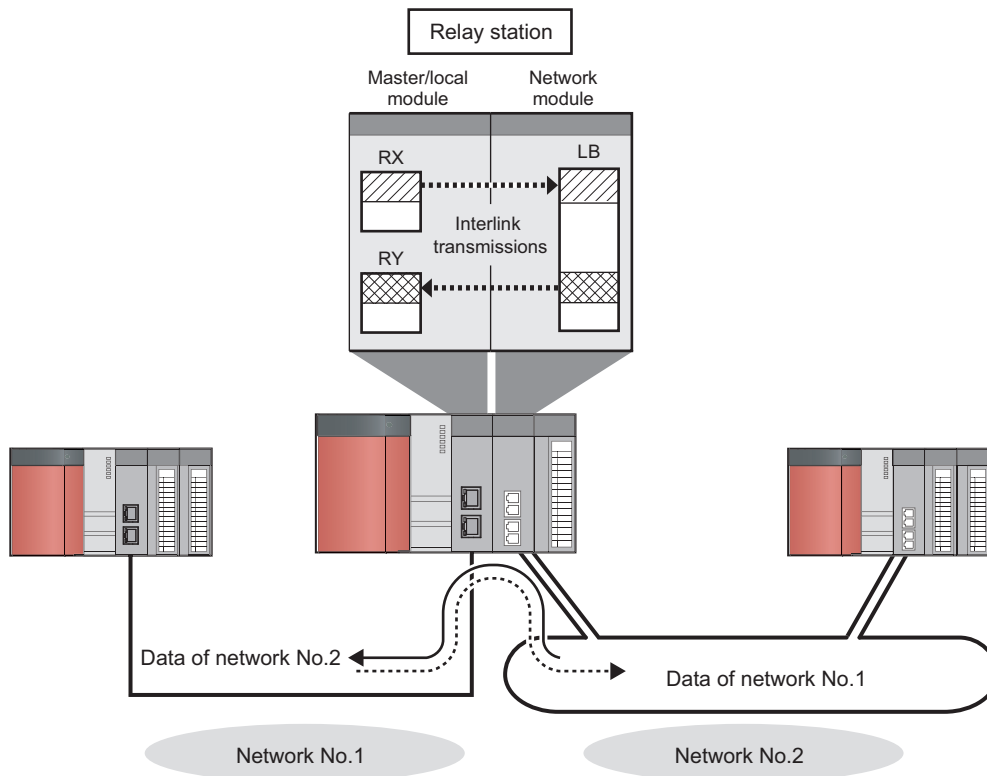 Relay station
Master/local
module
Network
module
RX
LB
Interlink
transmissions
RY
Data of network No.2
Data of network No.1
Network No.1
Network No.2